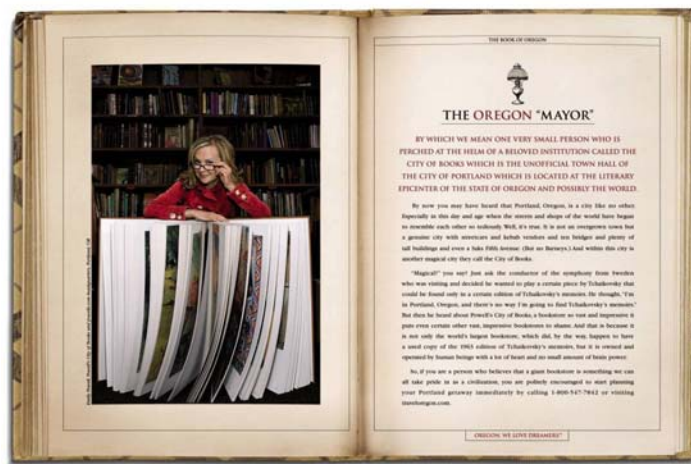 THE BOOK OF OREGON
THE OREGON "MAYOR"
BY WHICH WE MEAN ONE VERY SMALL PERSON WHO IS
PERCHED AT THE HELM OF A BELOVED INSTITUTION CALLED THE
CITY OF BOOKS WHICH IS THE UNOFFICIAL TOWN HALL OF
THE CITY OF PORTLAND WHICH IS LOCATED AT THE LITERARY
EPICENTER OF THE STATE OF OREGON AND POSSIBLY THE WORLD.
By now you may have heard that Portland, Oregon, is a city like no other.
Especially in this day and age when the streets and shops of the world have begun
to resemble each other so tediously. Well, it's true. It is not an overgrown town but
a genuine city with streetcars and kebab vendors and ten bridges and plenty of
tall buildings and even a Saks Fifth Avenue. (But no Barneys.) And within this city is
another magical city they call the City of Books.
"Magical?" you say? Just ask the conductor of the symphony from Sweden
who was visiting and decided he wanted to play a certain piece by Tchaikovsky that
could be found only in a certain edition of Tchaikovsky's memoirs. He thought, "I'm
in Portland, Oregon, and there's no way I'm going to find Tchaikovsky's memoirs."
But then he heard about Powell's City of Books, a bookstore so vast and impressive it
puts even certain other vast, impressive bookstores to shame. And that is because it
is not only the world's largest bookstore, which did, by the way, happen to have
a used copy of the 1965 edition of Tchaikovsky's memoirs, but it is owned and
operated by human beings with a lot of heart and no small amount of brain power.
So, if you are a person who believes that a giant bookstore is something we can
all take pride in as a civilization, you are politely encouraged to start planning
your Portland getaway immediately by calling 1-800-547-7842 or visiting
traveloregon.com.
OREGON. WE LOVE DREAMERS™